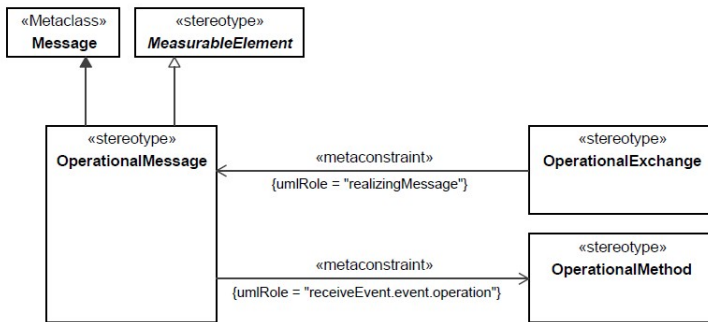 «Metaclass»
Message
«stereotype»
MeasurableElement
«stereotype»
OperationalMessage
«metaconstraint»
{umlRole = "realizingMessage"}
«stereotype»
OperationalExchange
«metaconstraint»
{umlRole = "receiveEvent.event.operation"}
«stereotype»
OperationalMethod